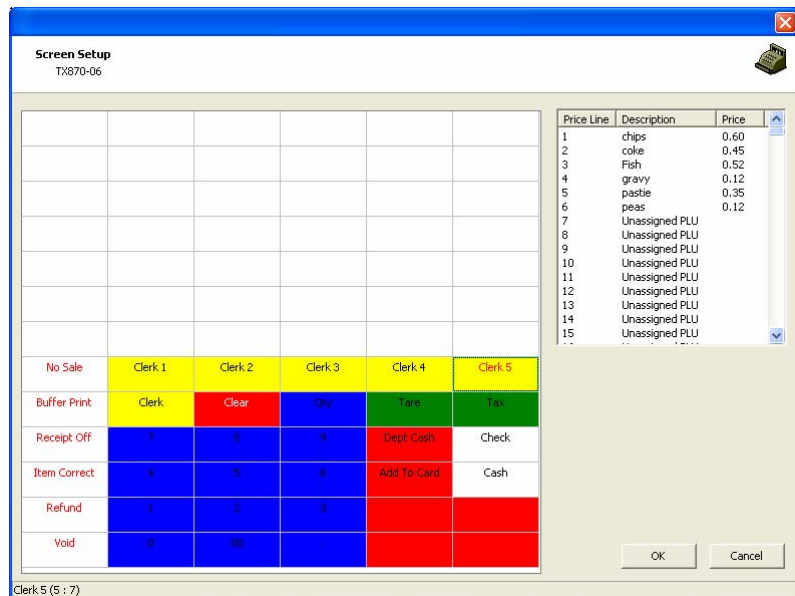 Screen Setup
TX870-06
Price Line Description Price
1 chips 0.60
2 coke 0.45
3 Fish 0.52
4 gravy 0.12
5 pastie 0.35
6 peas 0.12
7 Unassigned PLU
8 Unassigned PLU
9 Unassigned PLU
10 Unassigned PLU
11 Unassigned PLU
12 Unassigned PLU
13 Unassigned PLU
14 Unassigned PLU
15 Unassigned PLU
No Sale Clerk 1 Clerk 2 Clerk 3 Clerk 4 Clerk 5
Buffer Print Clerk Clear Qty Tare Tax
Receipt Off 7 8 9 Dept Cash Check
Item Correct 4 5 6 Add To Card Cash
Refund 1 2 3
Void 0 00
OK Cancel
Clerk 5 (5 : 7)